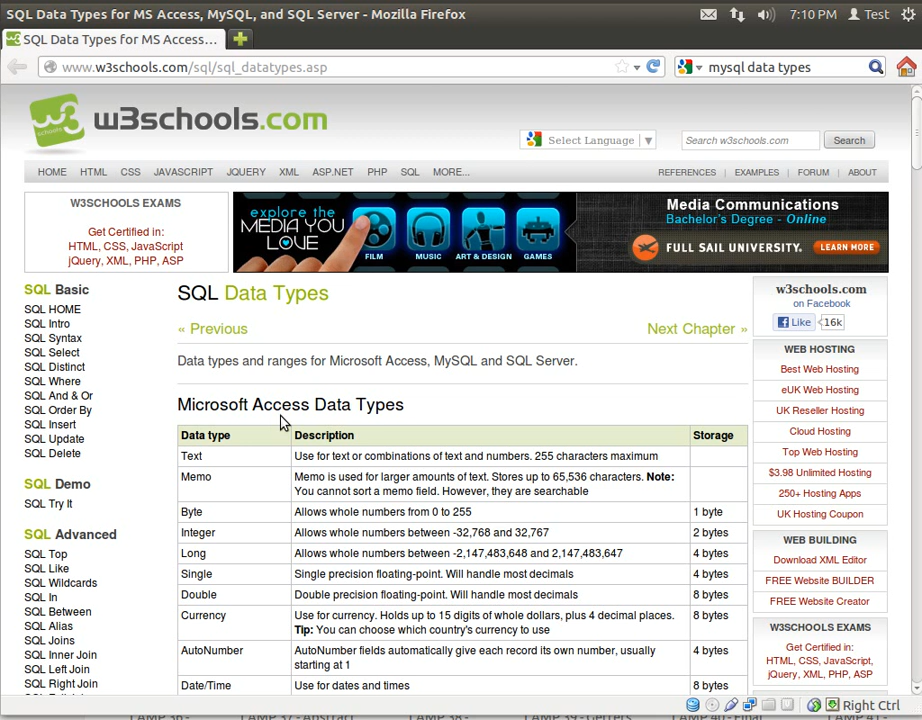 SQL Data Types for MS Access, MySQL, and SQL Server - Mozilla Firefox
7:10 PM Test
SQL Data Types for MS Access...
www.w3schools.com/sql/sql_datatypes.asp
mysql data types
w3schools.com
Select Language
Search w3schools.com
Search
HOME HTML CSS JAVASCRIPT JQUERY XML ASP.NET PHP SQL MORE...
REFERENCES | EXAMPLES | FORUM | ABOUT
W3SCHOOLS EXAMS
Get Certified in:
HTML, CSS, JavaScript
jQuery, XML, PHP, ASP
explore the
MEDIA YOU
LOVE
FILM MUSIC ART & DESIGN GAMES
Media Communications
Bachelor's Degree - Online
FULL SAIL UNIVERSITY.
LEARN MORE
SQL Basic
SQL HOME
SQL Intro
SQL Syntax
SQL Select
SQL Distinct
SQL Where
SQL And & Or
SQL Order By
SQL Insert
SQL Update
SQL Delete
SQL Demo
SQL Try It
SQL Advanced
SQL Top
SQL Like
SQL Wildcards
SQL In
SQL Between
SQL Alias
SQL Joins
SQL Inner Join
SQL Left Join
SQL Right Join
SQL Data Types
« Previous
Next Chapter »
Data types and ranges for Microsoft Access, MySQL and SQL Server.
Microsoft Access Data Types
Data type Description Storage
Text Use for text or combinations of text and numbers. 255 characters maximum
Memo Memo is used for larger amounts of text. Stores up to 65,536 characters. Note:
You cannot sort a memo field. However, they are searchable
Byte Allows whole numbers from 0 to 255 1 byte
Integer Allows whole numbers between -32,768 and 32,767 2 bytes
Long Allows whole numbers between -2,147,483,648 and 2,147,483,647 4 bytes
Single Single precision floating-point. Will handle most decimals 4 bytes
Double Double precision floating-point. Will handle most decimals 8 bytes
Currency Use for currency. Holds up to 15 digits of whole dollars, plus 4 decimal places. 8 bytes
Tip: You can choose which country's currency to use
AutoNumber AutoNumber fields automatically give each record its own number, usually 4 bytes
starting at 1
Date/Time Use for dates and times 8 bytes
w3schools.com
on Facebook
Like 16k
WEB HOSTING
Best Web Hosting
eUK Web Hosting
UK Reseller Hosting
Cloud Hosting
Top Web Hosting
$3.98 Unlimited Hosting
250+ Hosting Apps
UK Hosting Coupon
WEB BUILDING
Download XML Editor
FREE Website BUILDER
FREE Website Creator
W3SCHOOLS EXAMS
Get Certified in:
HTML, CSS, JavaScript,
jQuery, XML, PHP, ASP
Right Ctrl